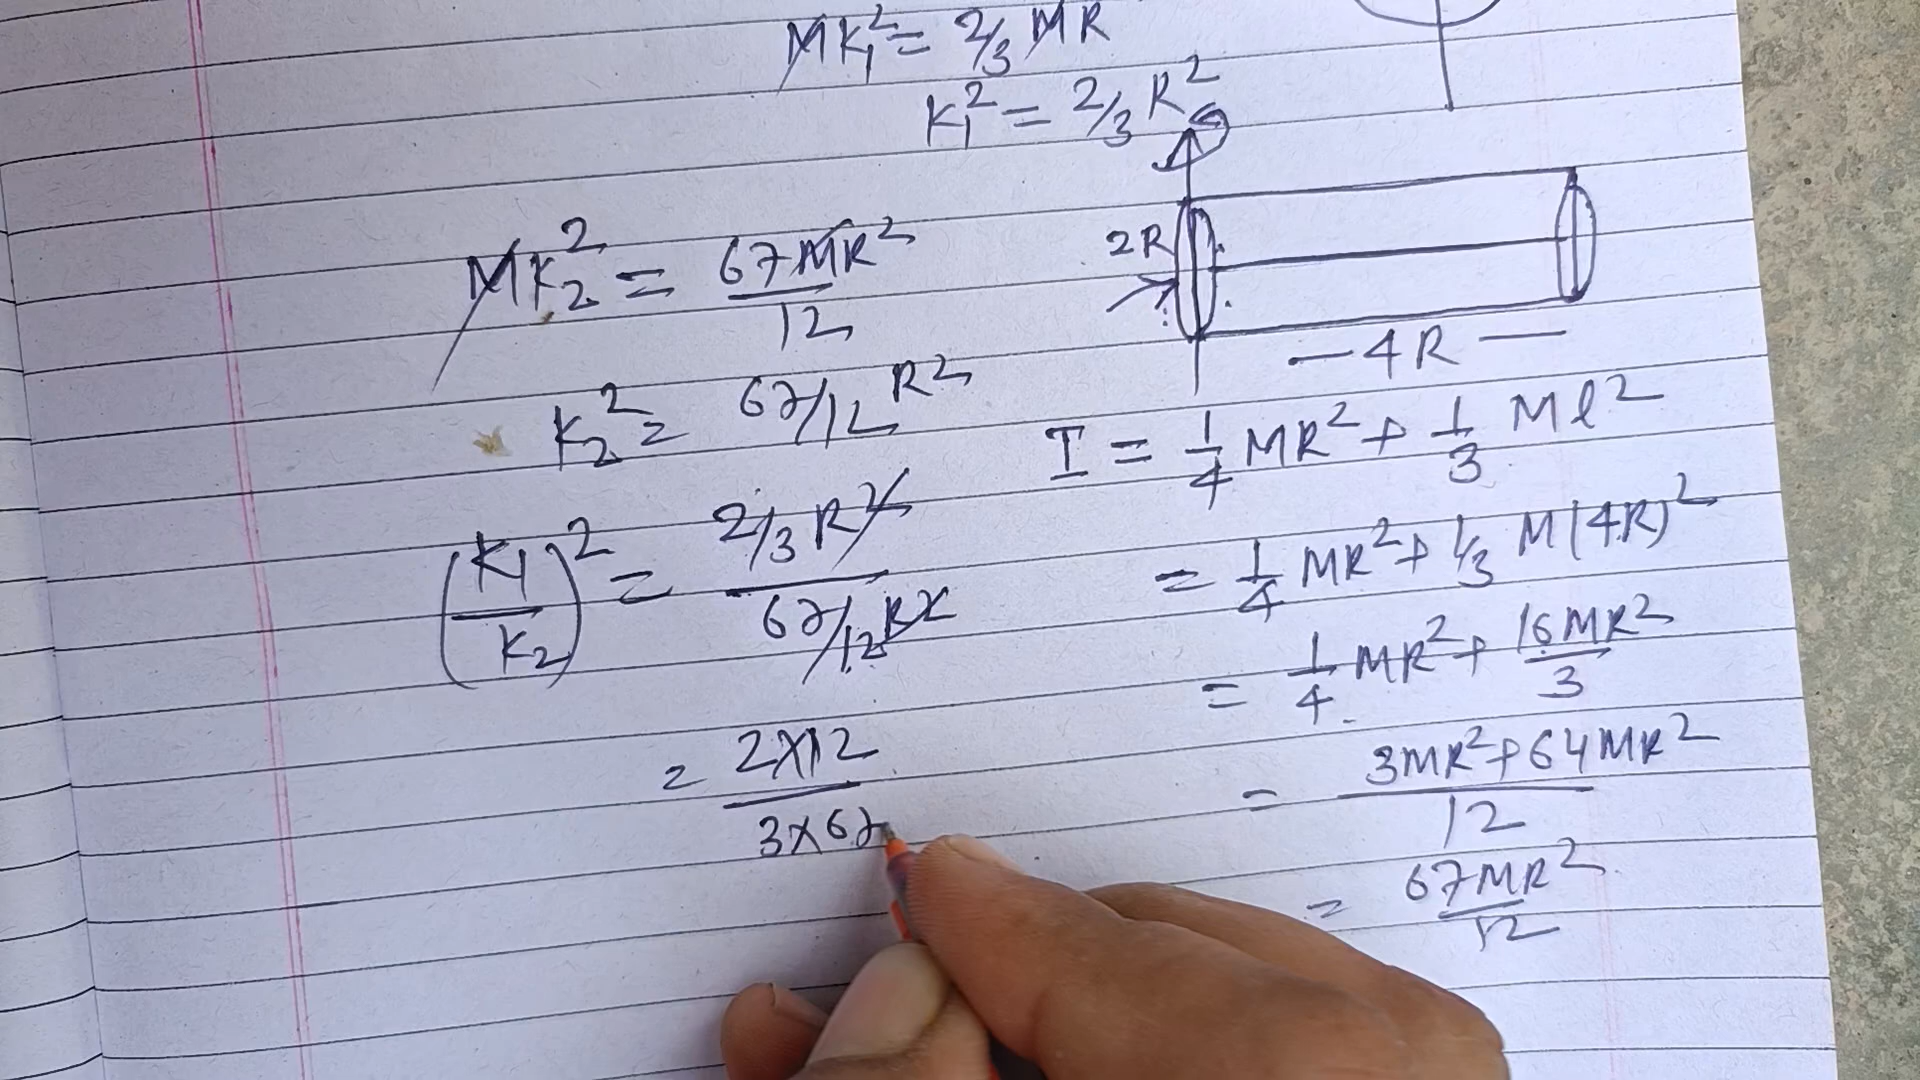 MK₁² = 2/3 MR
K₁² = 2/3 R²
MK₂² = 67MR²/12
K₂² = 67/12 R²
(K₁/K₂)² = 2/3 R² / 67/12 R²
= 2×12 / 3×67
2R
— 4R —
I = 1/4 MR² + 1/3 Ml²
= 1/4 MR² + 1/3 M(4R)²
= 1/4 MR² + 16MR²/3
= 3MR² + 64MR² / 12
= 67MR²/12